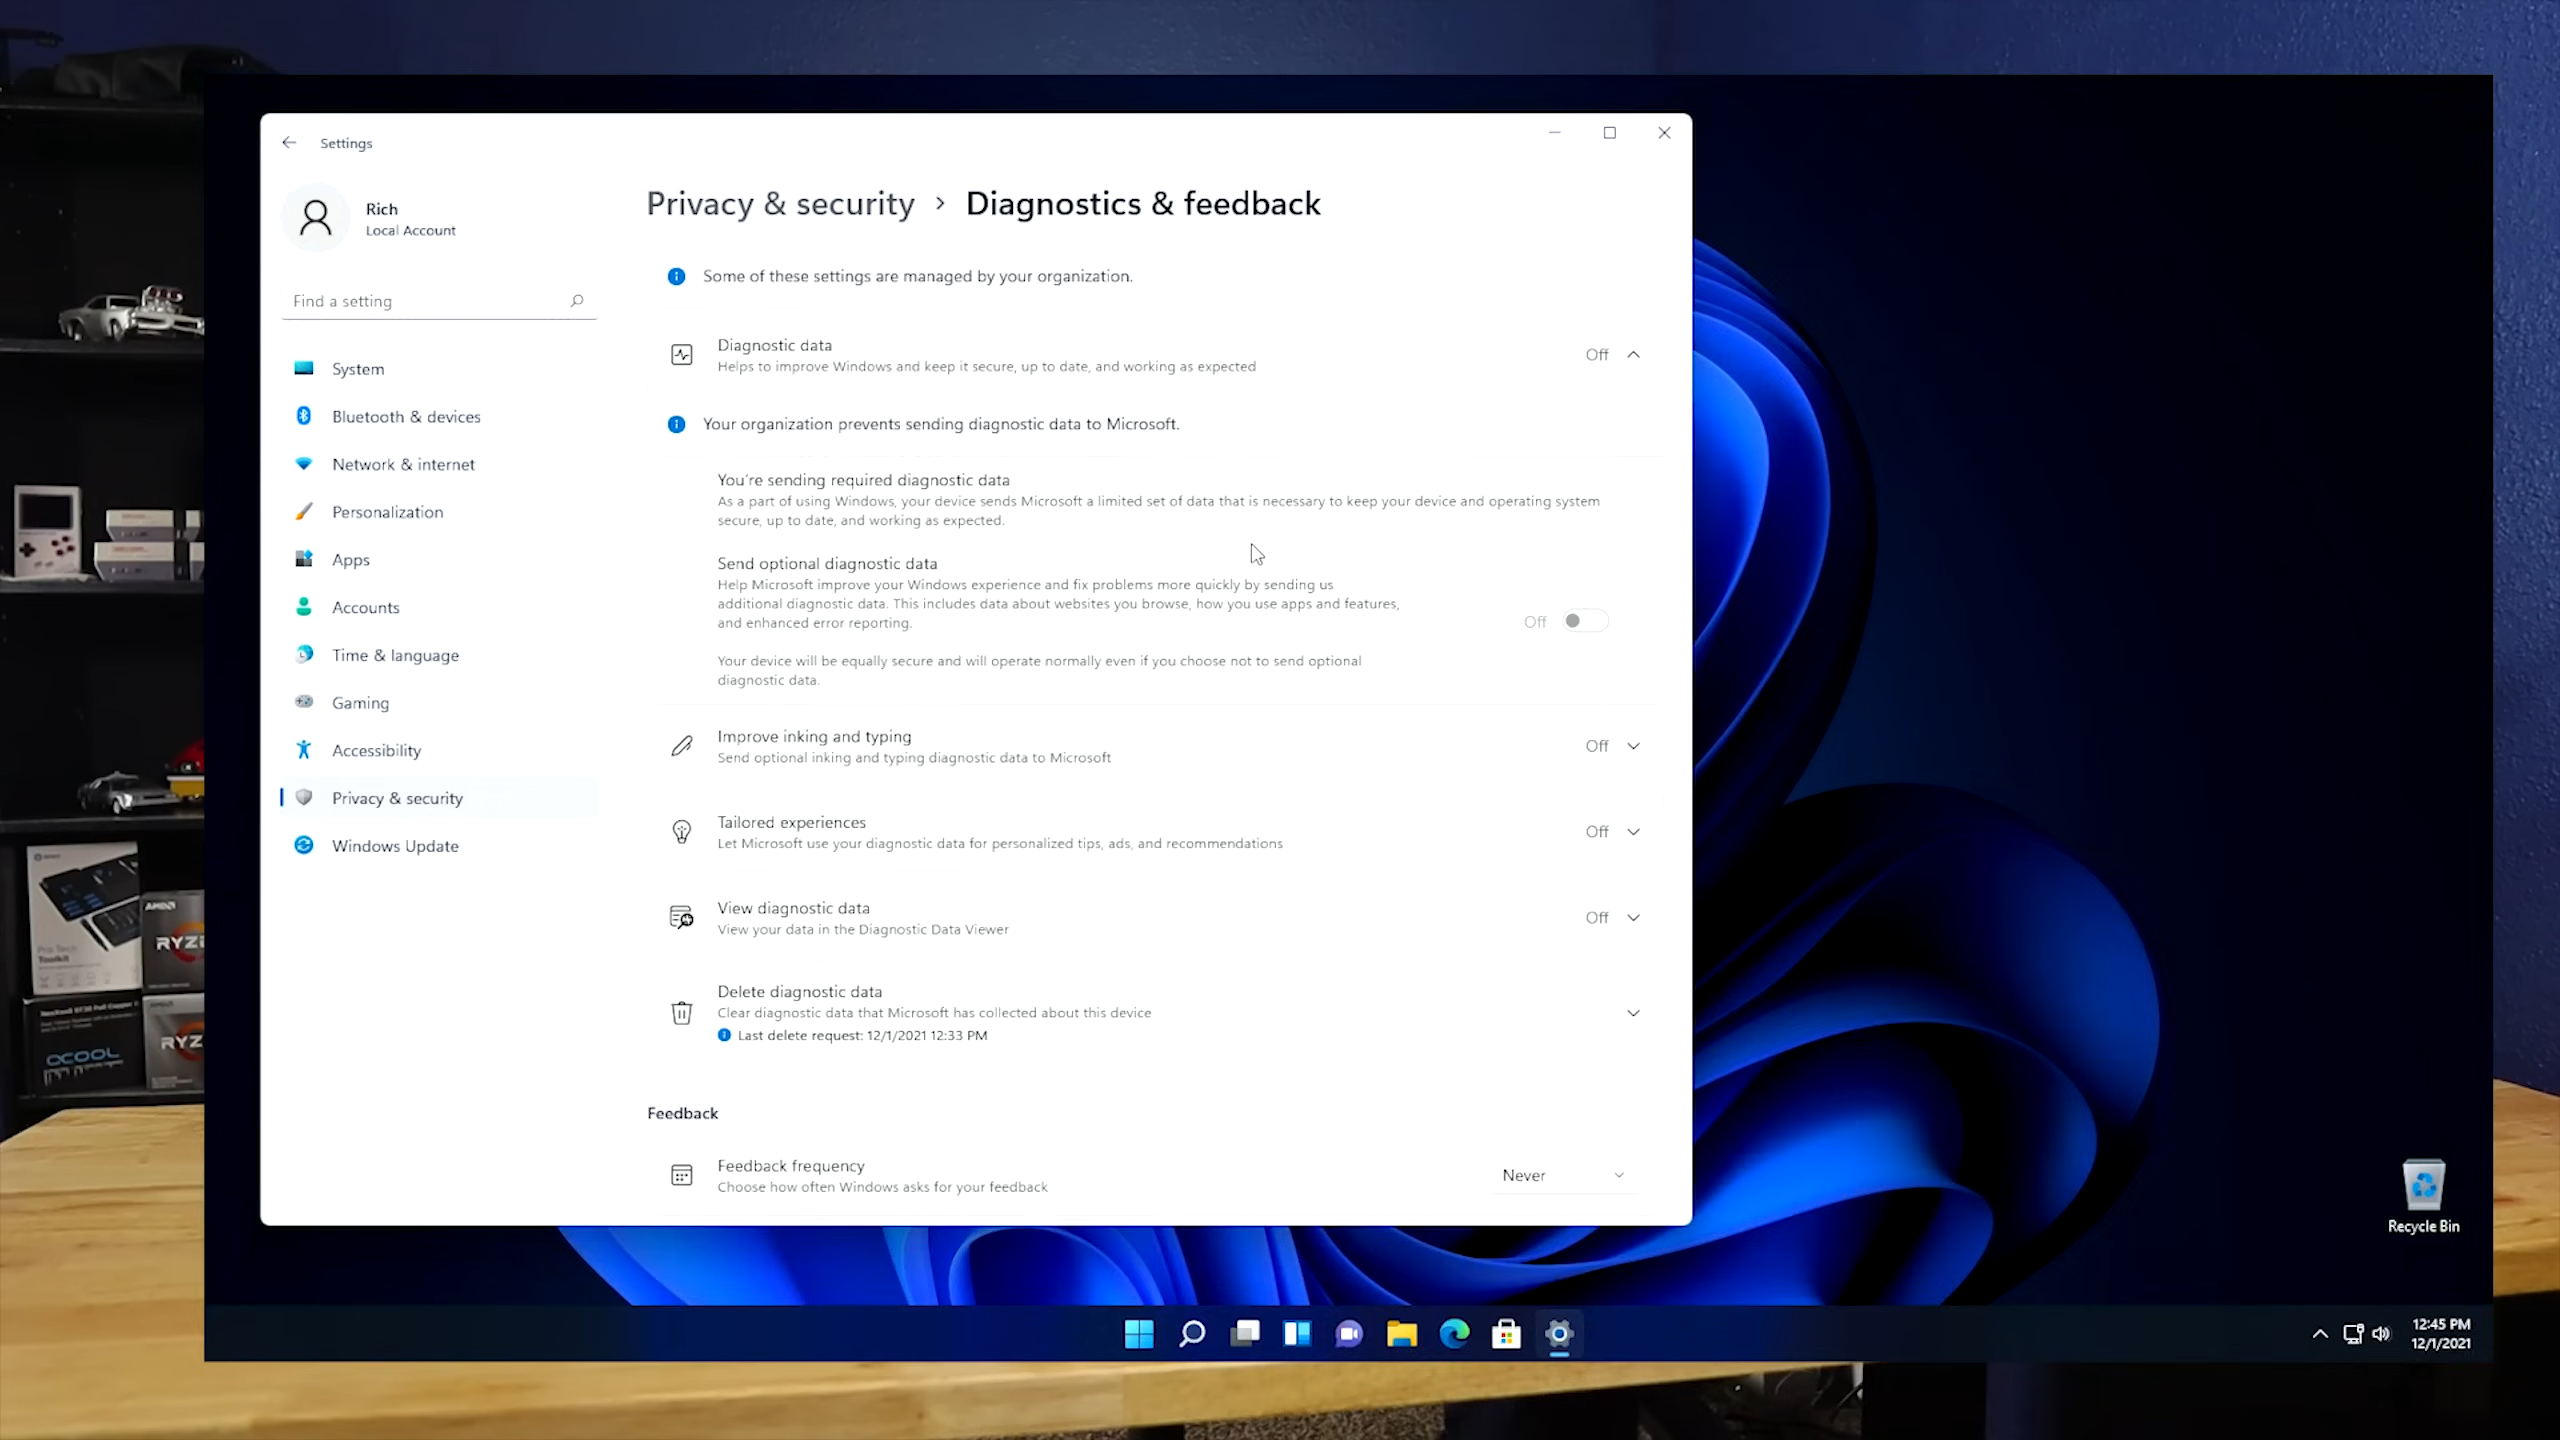 Settings
Rich
Local Account
Find a setting
System
Bluetooth & devices
Network & internet
Personalization
Apps
Accounts
Time & language
Gaming
Accessibility
Privacy & security
Windows Update
Privacy & security > Diagnostics & feedback
Some of these settings are managed by your organization.
Diagnostic data
Helps to improve Windows and keep it secure, up to date, and working as expected
Off
Your organization prevents sending diagnostic data to Microsoft.
You're sending required diagnostic data
As a part of using Windows, your device sends Microsoft a limited set of data that is necessary to keep your device and operating system
secure, up to date, and working as expected.
Send optional diagnostic data
Help Microsoft improve your Windows experience and fix problems more quickly by sending us
additional diagnostic data. This includes data about websites you browse, how you use apps and features,
and enhanced error reporting.
Off
Your device will be equally secure and will operate normally even if you choose not to send optional
diagnostic data.
Improve inking and typing
Send optional inking and typing diagnostic data to Microsoft
Off
Tailored experiences
Let Microsoft use your diagnostic data for personalized tips, ads, and recommendations
Off
View diagnostic data
View your data in the Diagnostic Data Viewer
Off
Delete diagnostic data
Clear diagnostic data that Microsoft has collected about this device
Last delete request: 12/1/2021 12:33 PM
Feedback
Feedback frequency
Choose how often Windows asks for your feedback
Never
Recycle Bin
12:45 PM
12/1/2021
Pro Tech
Toolkit
AMD
RYZE
OCOOL
RYZ